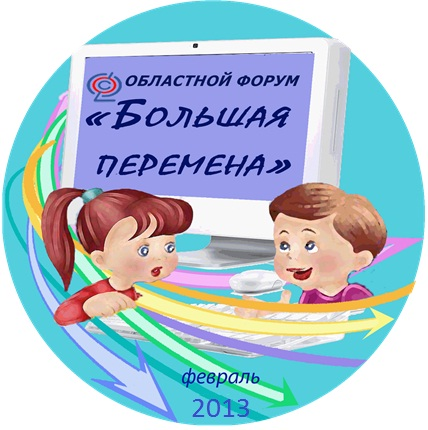 ОБЛАСТНОЙ ФОРУМ
«БОЛЬШАЯ
ПЕРЕМЕНА»
февраль
2013